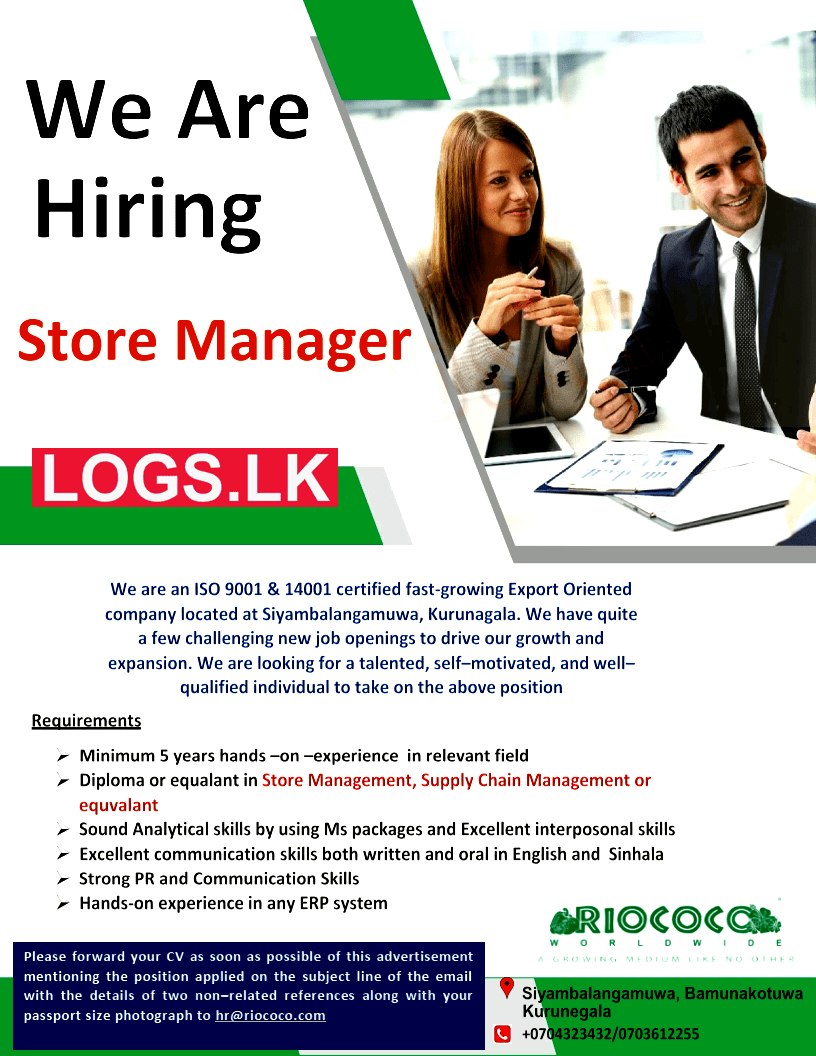 We Are
Hiring
Store Manager
LOGS.LK
We are an ISO 9001 & 14001 certified fast-growing Export Oriented
company located at Siyambalangamuwa, Kurunagala. We have quite
a few challenging new job openings to drive our growth and
expansion. We are looking for a talented, self–motivated, and well–
qualified individual to take on the above position
Requirements
➢ Minimum 5 years hands –on –experience in relevant field
➢ Diploma or equalant in Store Management, Supply Chain Management or
equvalant
➢ Sound Analytical skills by using Ms packages and Excellent interposonal skills
➢ Excellent communication skills both written and oral in English and Sinhala
➢ Strong PR and Communication Skills
➢ Hands-on experience in any ERP system
RIOCOCO
WORLDWIDE
A GROWING MEDIUM LIKE NO OTHER
Please forward your CV as soon as possible of this advertisement
mentioning the position applied on the subject line of the email
with the details of two non–related references along with your
passport size photograph to hr@riococo.com
Siyambalangamuwa, Bamunakotuwa
Kurunegala
+0704323432/0703612255